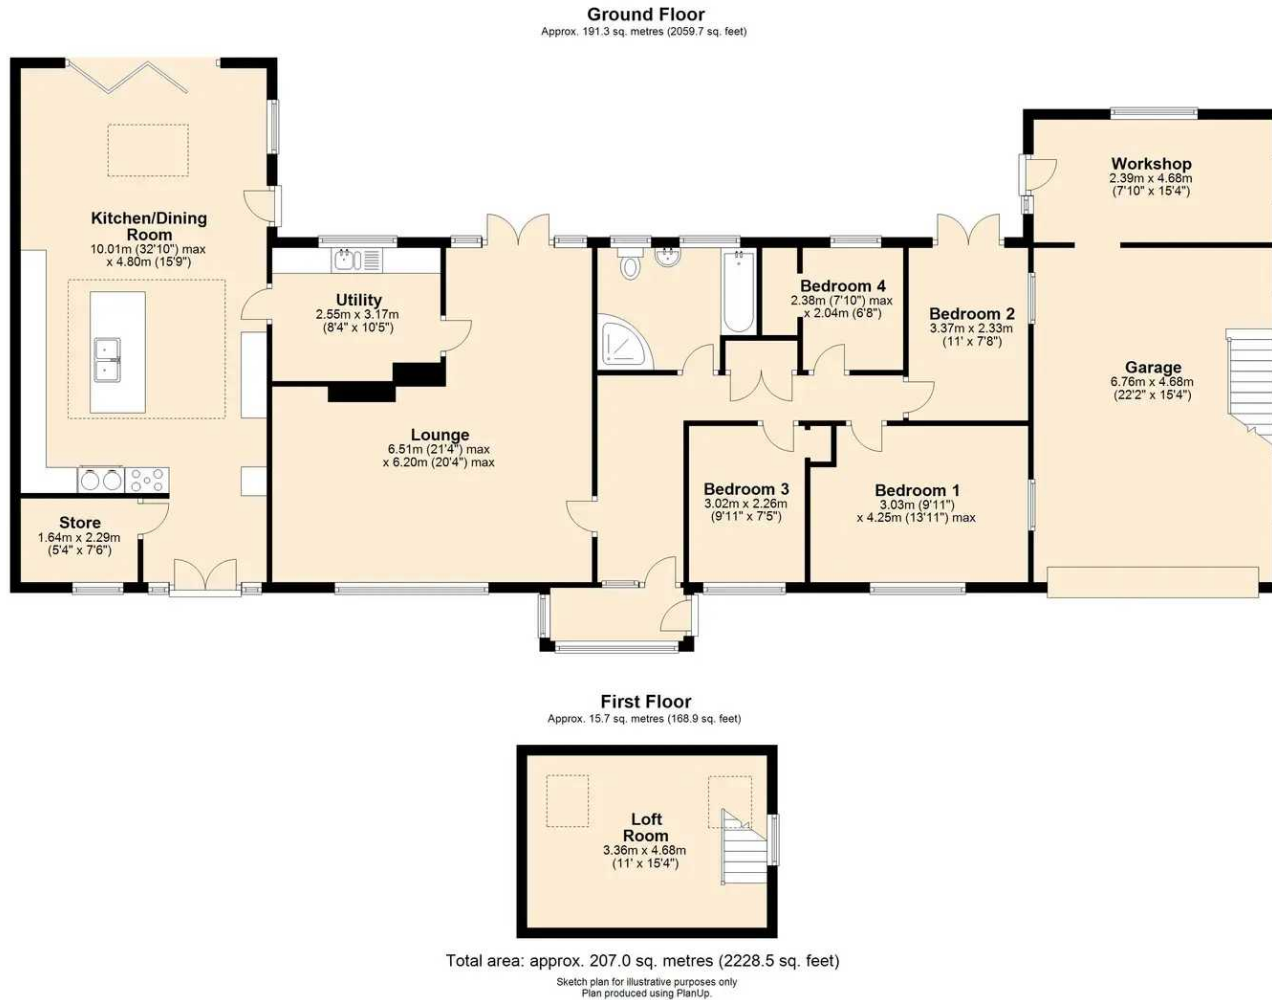 Ground Floor
Approx. 191.3 sq. metres (2059.7 sq. feet)
Workshop
2.39m x 4.68m
(7'10" x 15'4")
Kitchen/Dining
Room
10.01m (32'10") max
x 4.80m (15'9")
Utility
2.55m x 3.17m
(8'4" x 10'5")
Bedroom 4
2.38m (7'10") max
x 2.04m (6'8")
Bedroom 2
3.37m x 2.33m
(11' x 7'8")
Garage
6.76m x 4.68m
(22'2" x 15'4")
Lounge
6.51m (21'4") max
x 6.20m (20'4") max
Bedroom 3
3.02m x 2.26m
(9'11" x 7'5")
Bedroom 1
3.03m (9'11")
x 4.25m (13'11") max
Store
1.64m x 2.29m
(5'4" x 7'6")
First Floor
Approx. 15.7 sq. metres (168.9 sq. feet)
Loft
Room
3.36m x 4.68m
(11' x 15'4")
Total area: approx. 207.0 sq. metres (2228.5 sq. feet)
Sketch plan for illustrative purposes only
Plan produced using PlanUp.